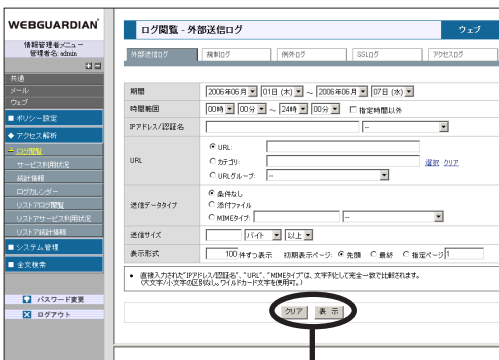 WEBGUARDIAN
情報管理者メニュー
管理者名: admin
共通
メール
ウェブ
■ ポリシー設定
◆ アクセス解析
ログ閲覧
サービス利用状況
統計情報
ログカレンダー
リストアログ閲覧
リストアサービス利用状況
リストア統計情報
■ システム管理
■ 全文検索
パスワード変更
ログアウト
ログ閲覧 - 外部送信ログ
ウェブ
外部送信ログ 規制ログ 例外ログ SSLログ アクセスログ
期間 2006年06月 01日 (木) ～ 2006年06月 07日 (水)
時間範囲 00時 00分 ～ 24時 00分 指定時間以外
IPアドレス/認証名 --
URL
URL:
カテゴリ: 選択 クリア
URLグループ: --
送信データタイプ
条件なし
添付ファイル
MIMEタイプ: --
送信サイズ バイト 以上
表示形式 100 件ずつ表示 初期表示ページ: 先頭 最終 指定ページ 1
• 直接入力された"IPアドレス/認証名"、"URL"、"MIMEタイプ"は、文字列として完全一致で比較されます。
(大文字/小文字の区別なし。ワイルドカード文字を使用可。)
クリア 表 示